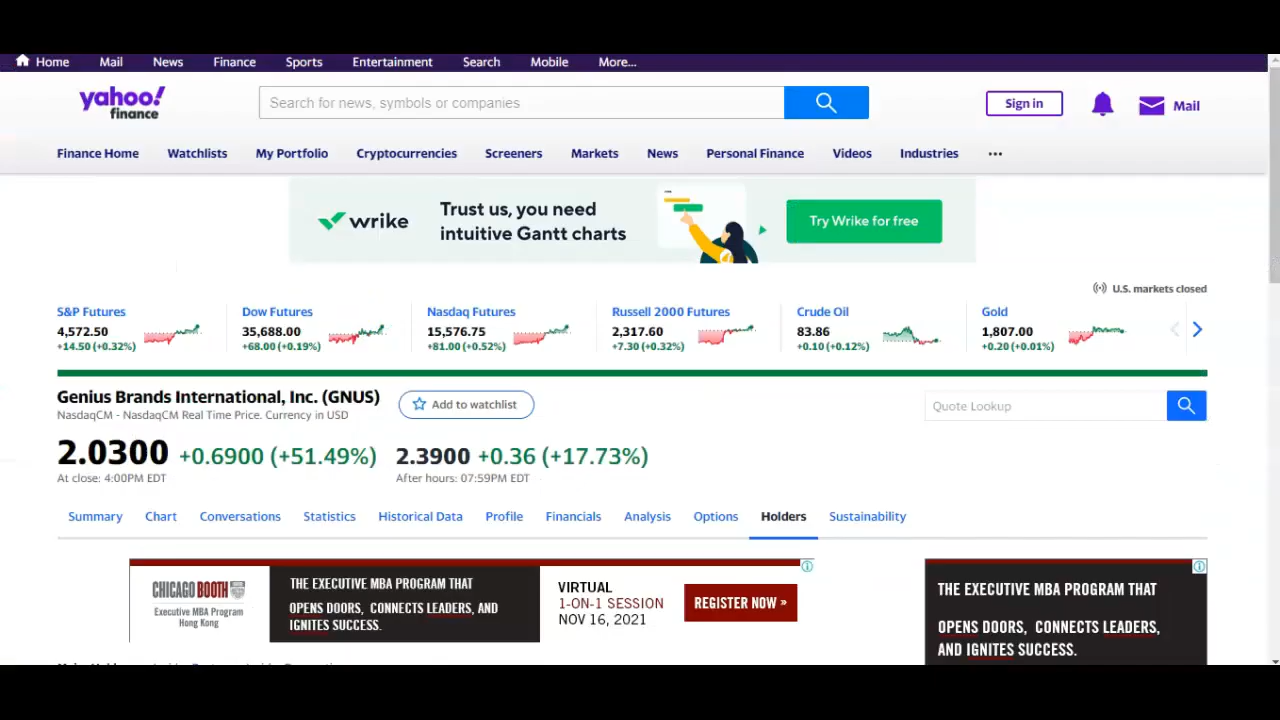 Home Mail News Finance Sports Entertainment Search Mobile More...
yahoo!
finance
Search for news, symbols or companies
Sign in
Mail
Finance Home Watchlists My Portfolio Cryptocurrencies Screeners Markets News Personal Finance Videos Industries
wrike
Trust us, you need
intuitive Gantt charts
Try Wrike for free
U.S. markets closed
S&P Futures
4,572.50
+14.50 (+0.32%)
Dow Futures
35,688.00
+68.00 (+0.19%)
Nasdaq Futures
15,576.75
+81.00 (+0.52%)
Russell 2000 Futures
2,317.60
+7.30 (+0.32%)
Crude Oil
83.86
+0.10 (+0.12%)
Gold
1,807.00
+0.20 (+0.01%)
Genius Brands International, Inc. (GNUS)
NasdaqCM - NasdaqCM Real Time Price. Currency in USD
Add to watchlist
Quote Lookup
2.0300 +0.6900 (+51.49%)
At close: 4:00PM EDT
2.3900 +0.36 (+17.73%)
After hours: 07:59PM EDT
Summary Chart Conversations Statistics Historical Data Profile Financials Analysis Options Holders Sustainability
CHICAGO BOOTH
Executive MBA Program
Hong Kong
THE EXECUTIVE MBA PROGRAM THAT
OPENS DOORS, CONNECTS LEADERS, AND
IGNITES SUCCESS.
VIRTUAL
1-ON-1 SESSION
NOV 16, 2021
REGISTER NOW »
THE EXECUTIVE MBA PROGRAM THAT
OPENS DOORS, CONNECTS LEADERS,
AND IGNITES SUCCESS.